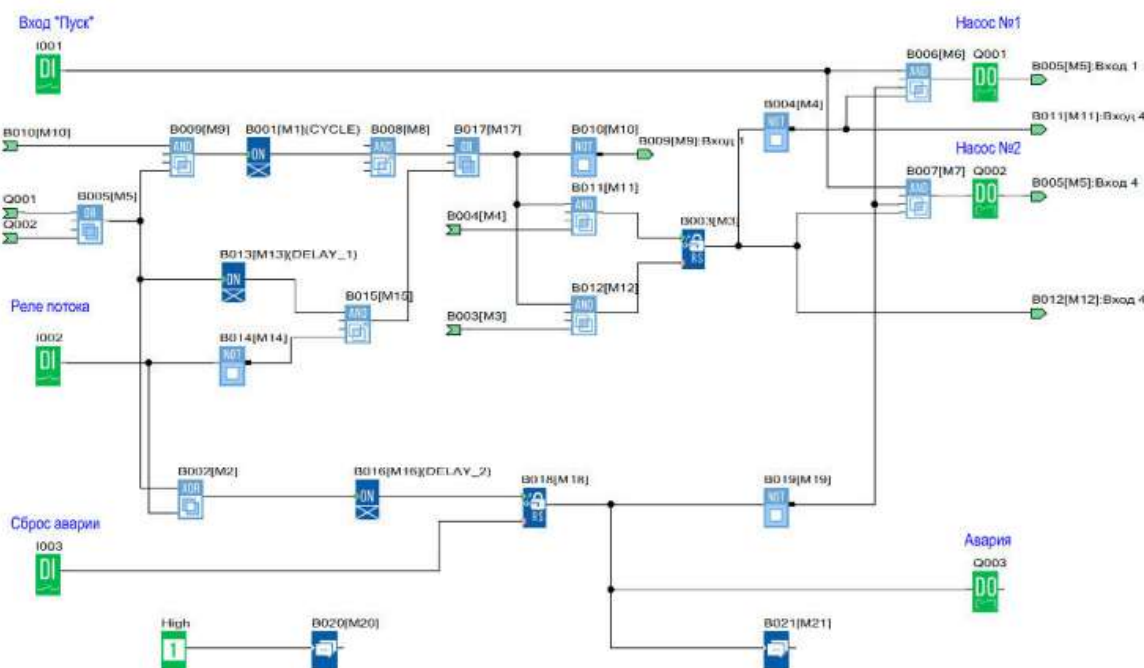 Вход "Пуск"
Насос №1
I001
DI
B006[M6]
Q001
AND
DO
B005[M5]:Вход 1
B004[M4]
NOT
B011[M11]:Вход 4
B010[M10]
B009[M9]
AND
B001[M1](CYCLE)
ON
B008[M8]
AND
B017[M17]
OR
B010[M10]
NOT
B009[M9]:Вход 1
Насос №2
B007[M7]
Q002
AND
DO
B005[M5]:Вход 4
Q001
Q002
B005[M5]
OR
B011[M11]
AND
B004[M4]
B003[M3]
RS
B013[M13](DELAY_1)
ON
B015[M15]
AND
B012[M12]
AND
B003[M3]
B012[M12]:Вход 4
Реле потока
I002
DI
B014[M14]
NOT
B002[M2]
XOR
B016[M16](DELAY_2)
ON
B018[M18]
RS
B019[M19]
NOT
Сброс аварии
I003
DI
Авария
Q003
DO
High
1
B020[M20]
B021[M21]